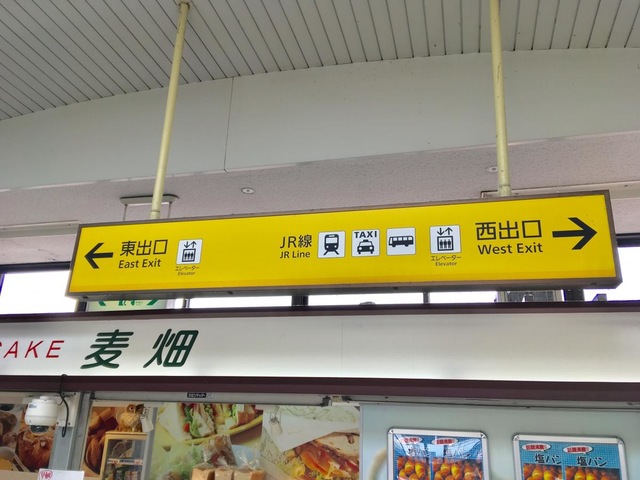 東出口
East Exit
エレベーター
Elevator
JR線
JR Line
TAXI
エレベーター
Elevator
西出口
West Exit
CAKE 麦畑
塩パン 塩パン